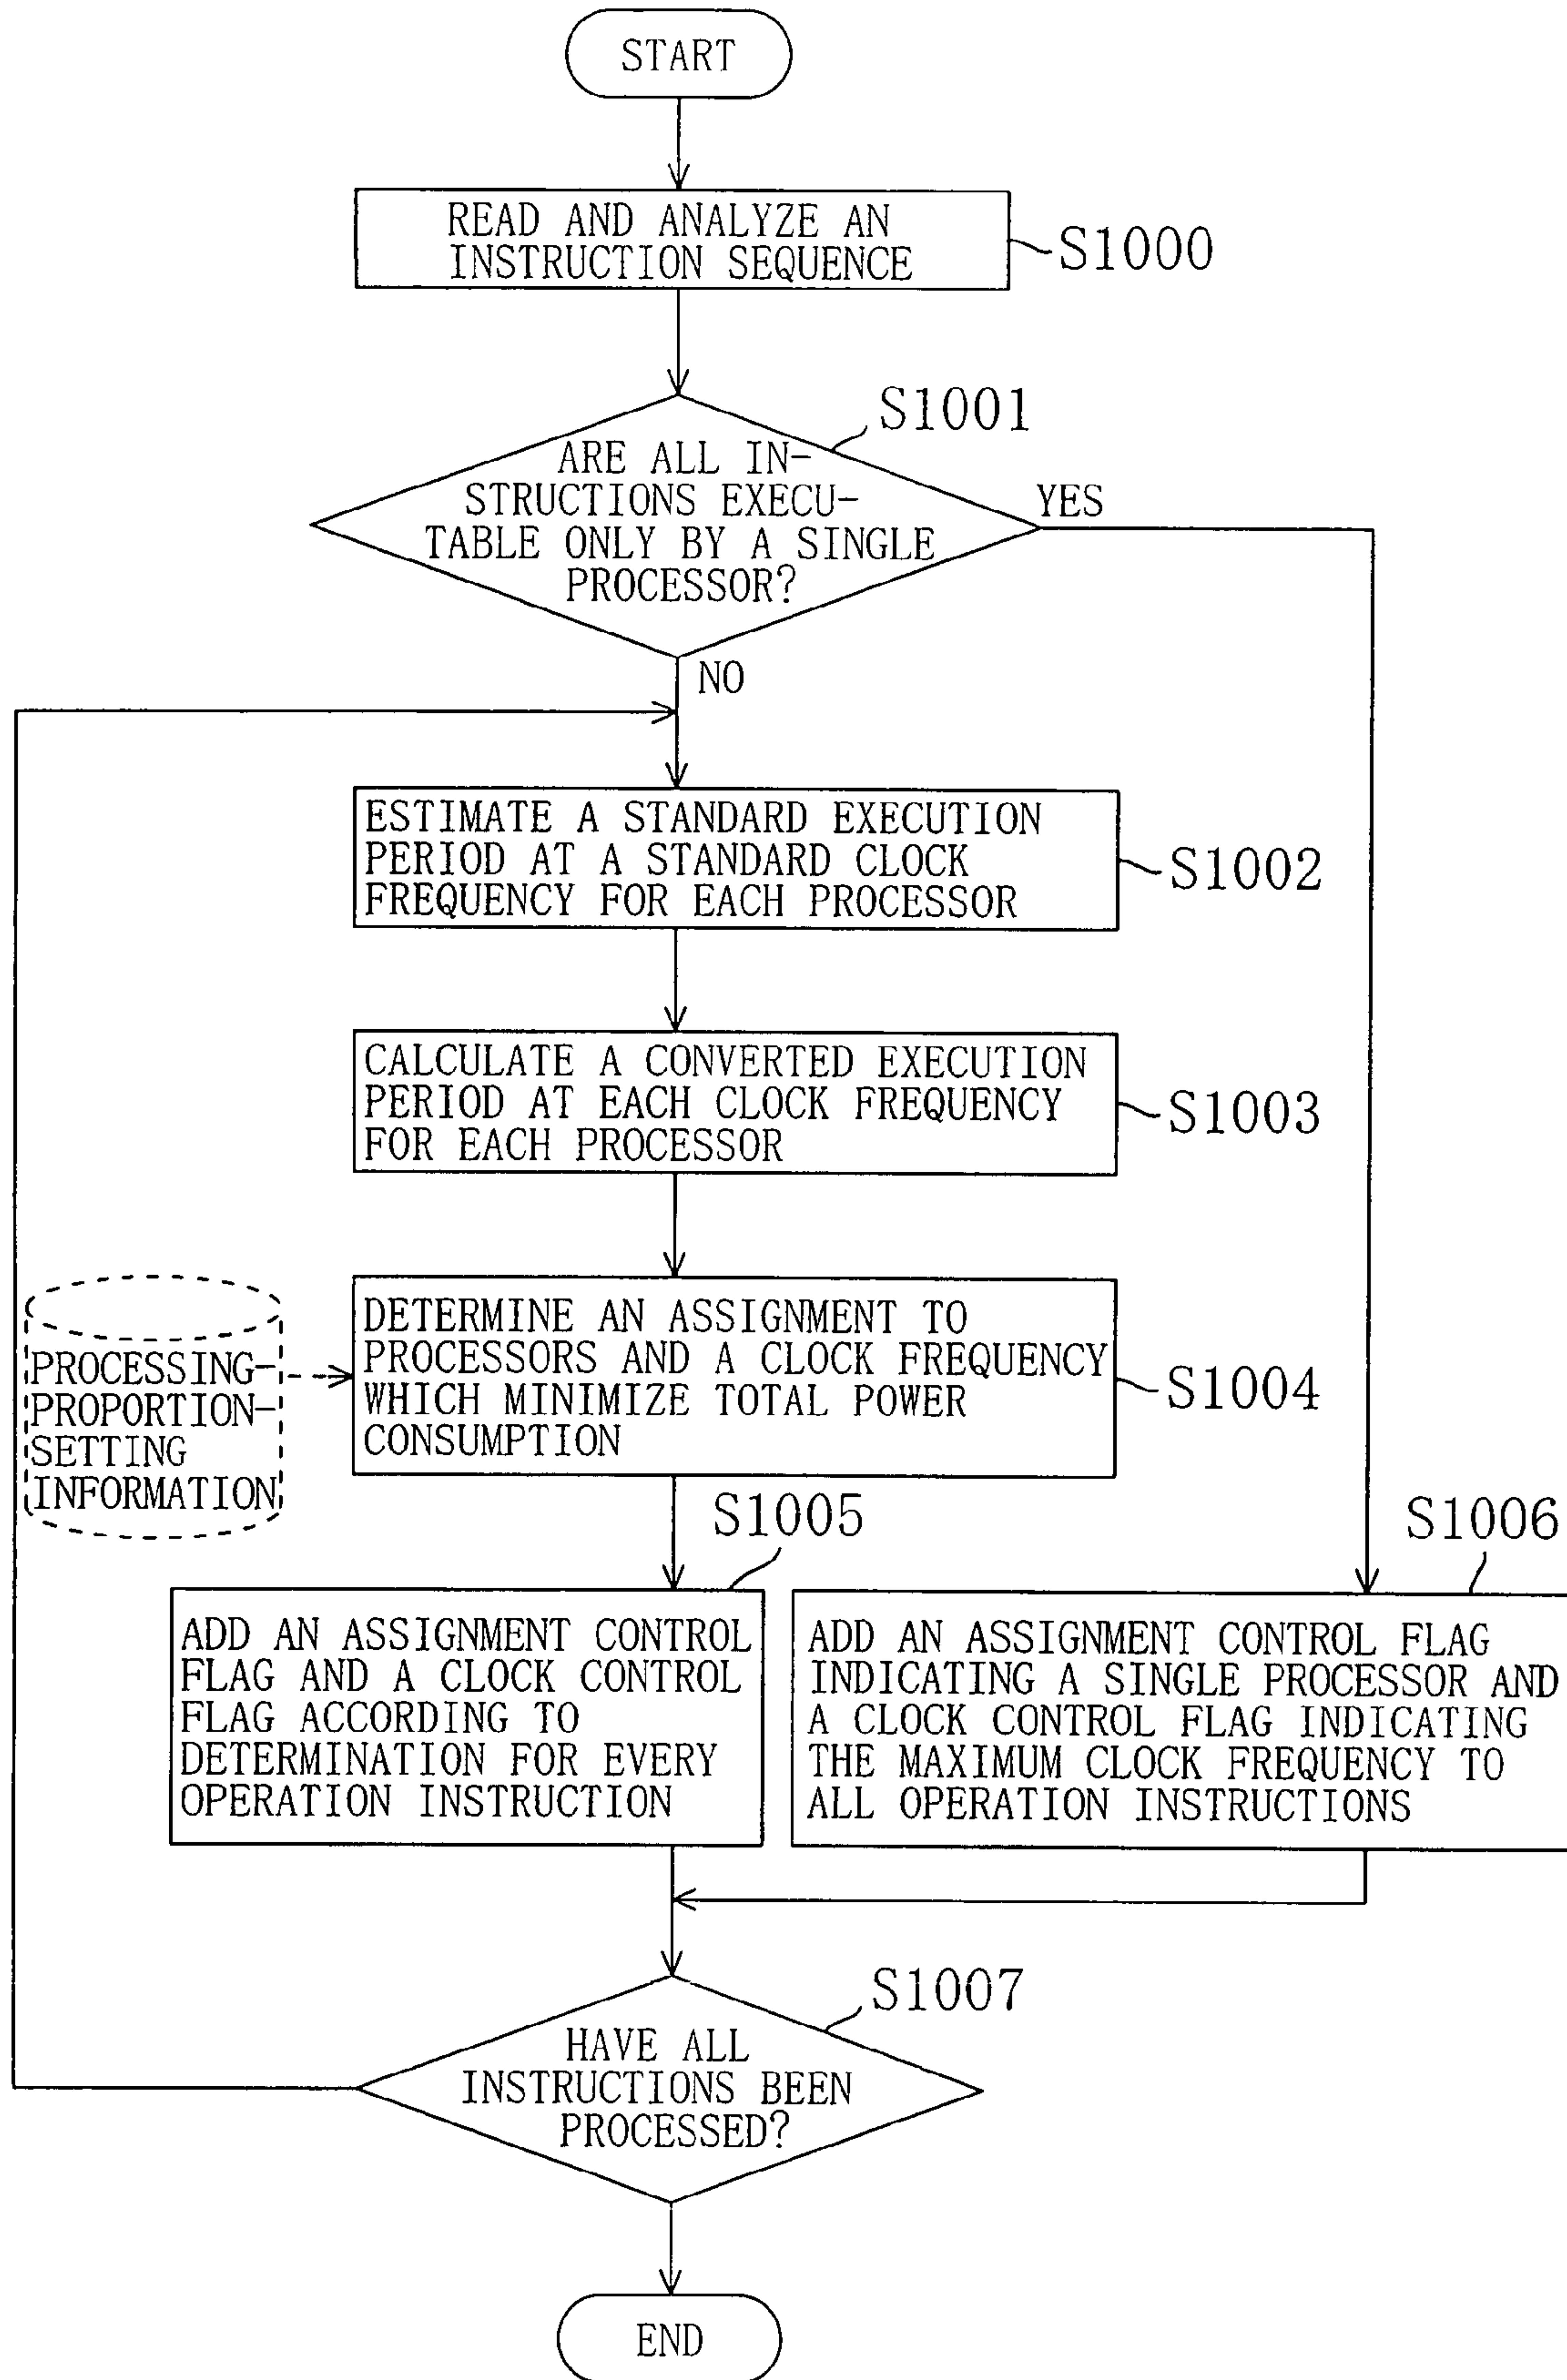 START
READ AND ANALYZE AN
INSTRUCTION SEQUENCE
S1000
S1001
ARE ALL IN-
STRUCTIONS EXECU-
TABLE ONLY BY A SINGLE
PROCESSOR?
YES
NO
ESTIMATE A STANDARD EXECUTION
PERIOD AT A STANDARD CLOCK
FREQUENCY FOR EACH PROCESSOR
S1002
CALCULATE A CONVERTED EXECUTION
PERIOD AT EACH CLOCK FREQUENCY
FOR EACH PROCESSOR
S1003
PROCESSING-
PROPORTION-
SETTING
INFORMATION
DETERMINE AN ASSIGNMENT TO
PROCESSORS AND A CLOCK FREQUENCY
WHICH MINIMIZE TOTAL POWER
CONSUMPTION
S1004
S1005
ADD AN ASSIGNMENT CONTROL
FLAG AND A CLOCK CONTROL
FLAG ACCORDING TO
DETERMINATION FOR EVERY
OPERATION INSTRUCTION
S1006
ADD AN ASSIGNMENT CONTROL FLAG
INDICATING A SINGLE PROCESSOR AND
A CLOCK CONTROL FLAG INDICATING
THE MAXIMUM CLOCK FREQUENCY TO
ALL OPERATION INSTRUCTIONS
S1007
HAVE ALL
INSTRUCTIONS BEEN
PROCESSED?
END